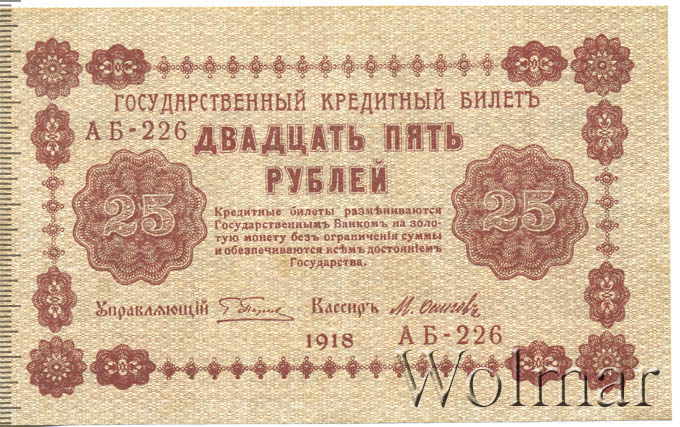 ГОСУДАРСТВЕННЫЙ КРЕДИТНЫЙ БИЛЕТЪ
АБ-226
ДВАДЦАТЬ ПЯТЬ
РУБЛЕЙ
25
25
Кредитные билеты размѣниваются
Государственнымъ Банкомъ на золо-
тую монету безъ ограниченія суммы
и обезпечиваются всѣмъ достояніемъ
Государства.
Управляющій
Кассиръ
1918
АБ-226
Wolmar